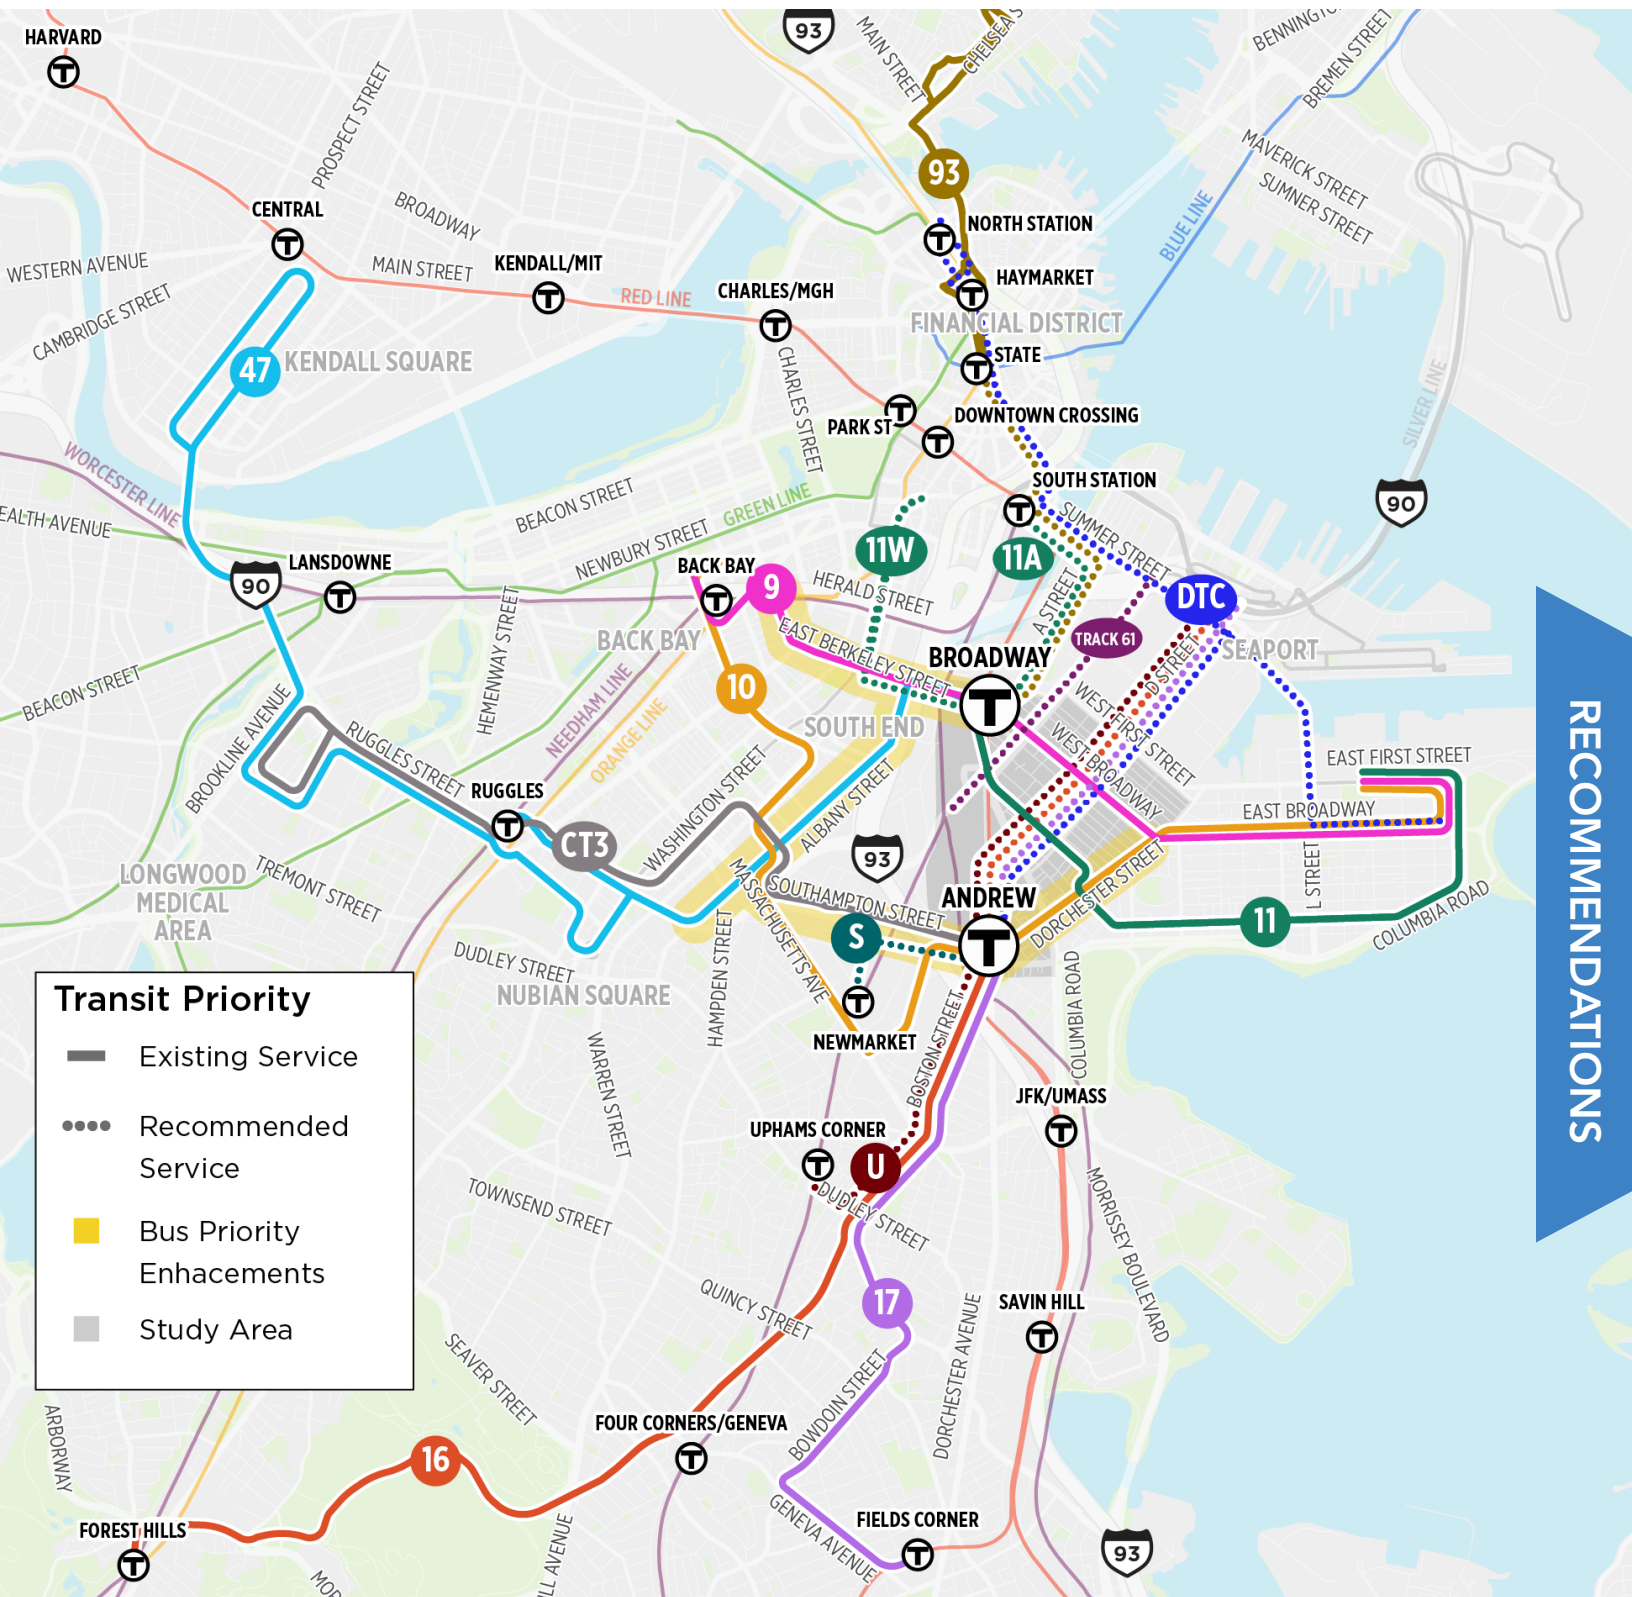 HARVARD
T
93
MAIN STREET
CHELSEA S
BENNINGTO
BREMEN STREET
PROSPECT STREET
MAVERICK STREET
SUMNER STREET
93
CENTRAL
T
BROADWAY
NORTH STATION
T
BLUE LINE
WESTERN AVENUE
MAIN STREET
KENDALL/MIT
T
HAYMARKET
T
CAMBRIDGE STREET
RED LINE
CHARLES/MGH
T
FINANCIAL DISTRICT
47
KENDALL SQUARE
STATE
T
CHARLES STREET
SILVER LINE
PARK ST
T
DOWNTOWN CROSSING
T
WORCESTER LINE
SOUTH STATION
T
90
BEACON STREET
GREEN LINE
EALTH AVENUE
SUMMER STREET
NEWBURY STREET
11W
11A
LANSDOWNE
T
90
BACK BAY
T
9
HERALD STREET
A STREET
DTC
HEMENWAY STREET
BACK BAY
EAST BERKELEY STREET
TRACK 61
SEAPORT
BROADWAY
T
D STREET
BEACON STREET
10
NEEDHAM LINE
ORANGE LINE
SOUTH END
WEST FIRST STREET
WEST BROADWAY
BROOKLINE AVENUE
RUGGLES STREET
EAST FIRST STREET
RUGGLES
T
WASHINGTON STREET
ALBANY STREET
EAST BROADWAY
CT3
93
LONGWOOD
MEDICAL
AREA
TREMONT STREET
MASSACHUSETTS AVE
SOUTHAMPTON STREET
ANDREW
T
DORCHESTER STREET
L STREET
11
COLUMBIA ROAD
S
HAMPDEN STREET
DUDLEY STREET
NUBIAN SQUARE
T
NEWMARKET
BOSTON STREET
COLUMBIA ROAD
WARREN STREET
JFK/UMASS
T
UPHAMS CORNER
T
U
DUDLEY STREET
TOWNSEND STREET
MORRISSEY BOULEVARD
QUINCY STREET
17
SAVIN HILL
T
SEAVER STREET
BOWDOIN STREET
DORCHESTER AVENUE
ARBORWAY
FOUR CORNERS/GENEVA
T
16
GENEVA AVENUE
FIELDS CORNER
T
FOREST HILLS
T
MOR
ILL AVENUE
93
Transit Priority
Existing Service
Recommended
Service
Bus Priority
Enhacements
Study Area
RECOMMENDATIONS